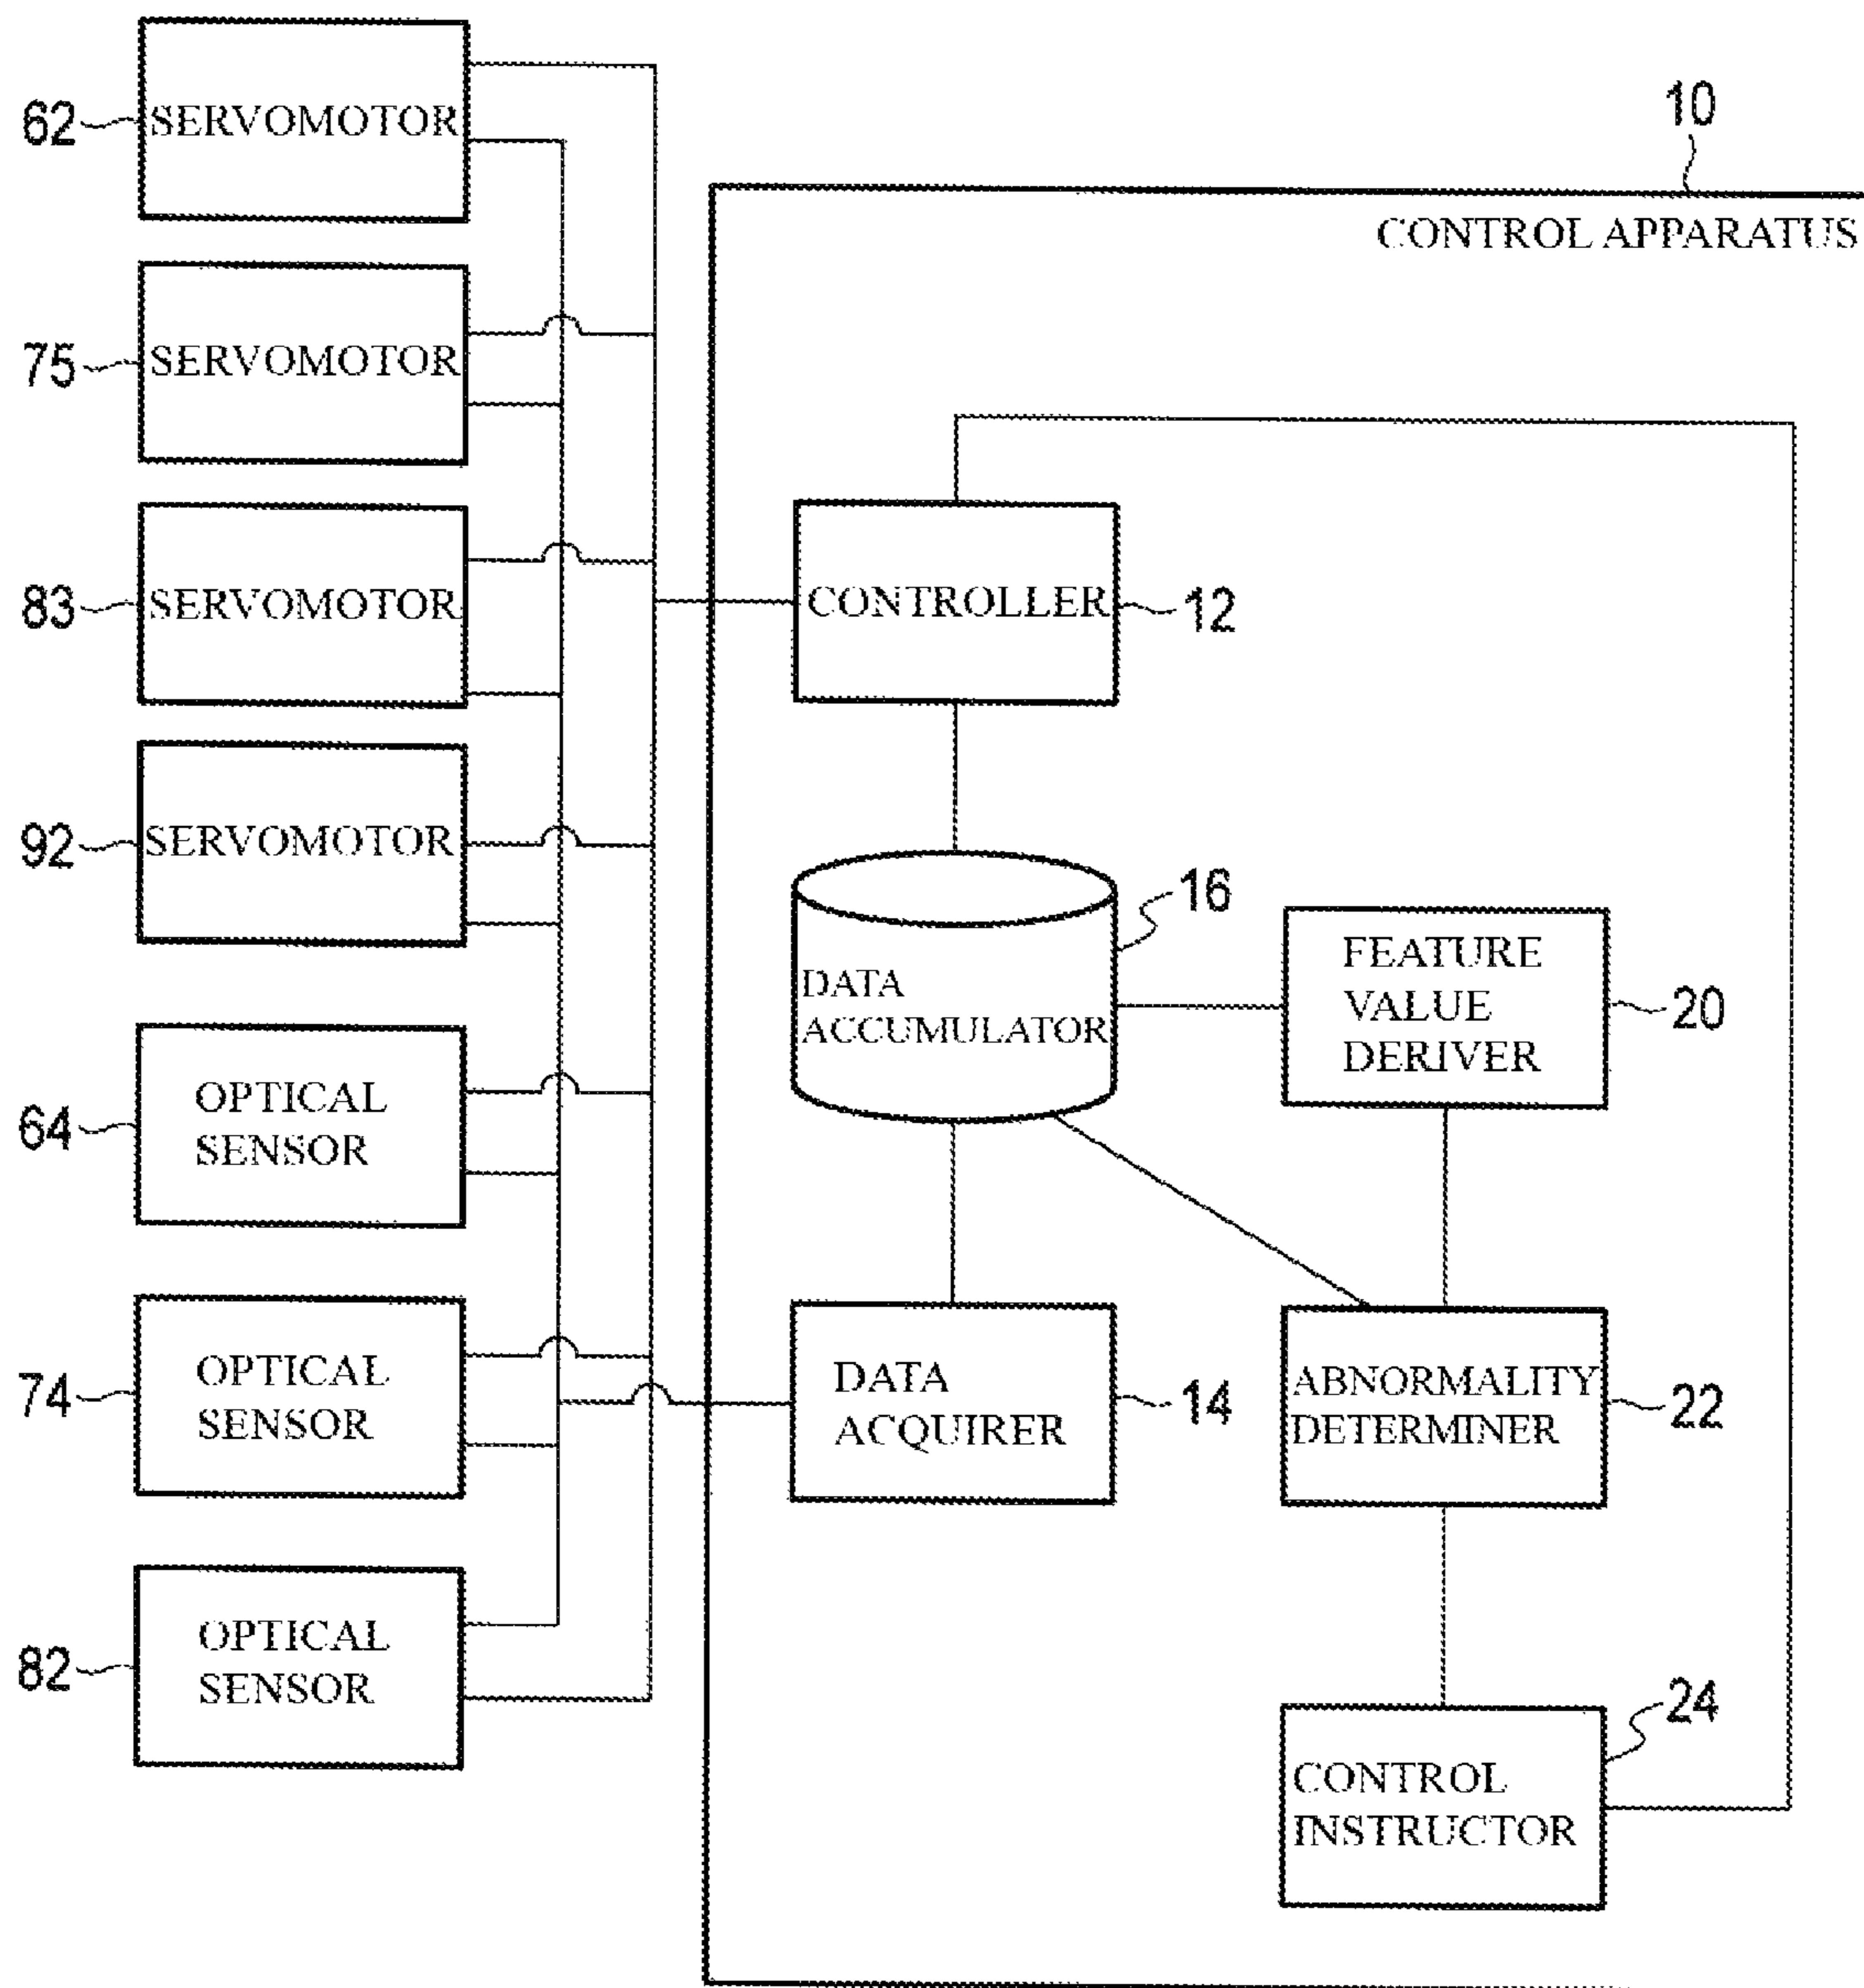 62
SERVOMOTOR
75
SERVOMOTOR
83
SERVOMOTOR
92
SERVOMOTOR
64
OPTICAL
SENSOR
74
OPTICAL
SENSOR
82
OPTICAL
SENSOR
10
CONTROL APPARATUS
CONTROLLER
12
16
DATA
ACCUMULATOR
FEATURE
VALUE
DERIVER
20
DATA
ACQUIRER
14
ABNORMALITY
DETERMINER
22
24
CONTROL
INSTRUCTOR